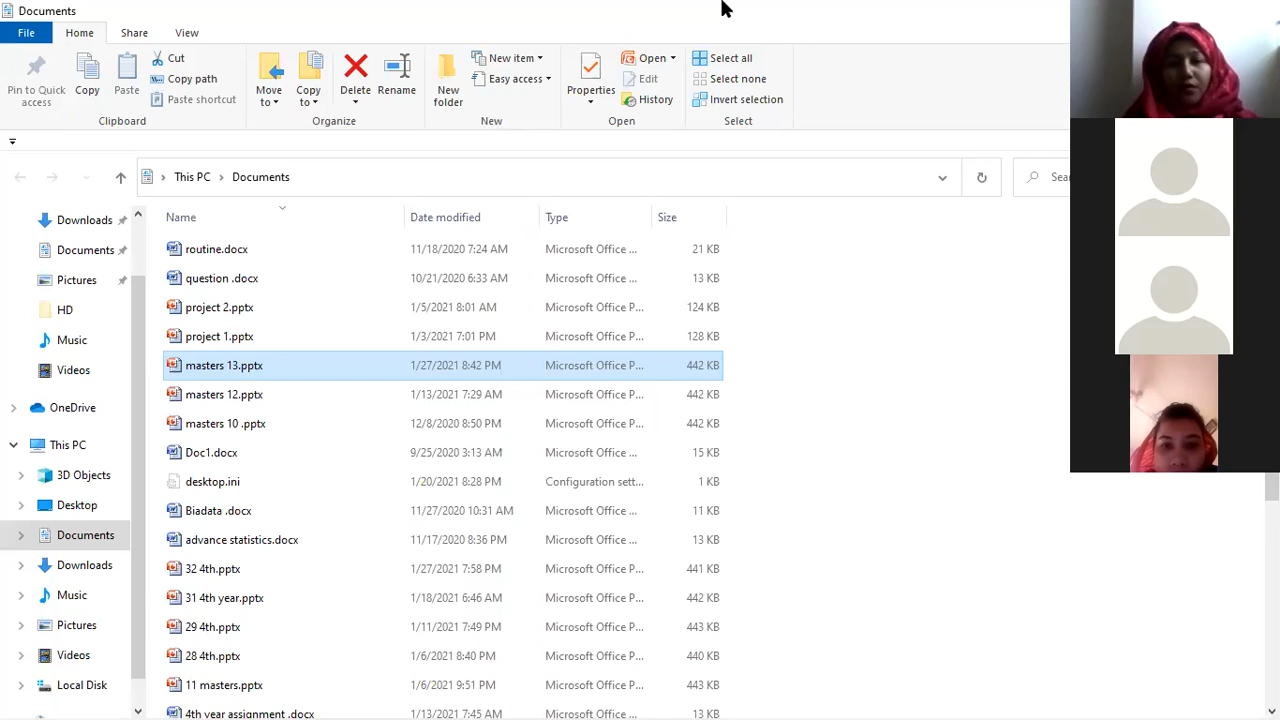 Documents
File Home Share View
Pin to Quick access
Copy
Paste
Cut
Copy path
Paste shortcut
Clipboard
Move to
Copy to
Delete
Rename
Organize
New folder
New item
Easy access
New
Properties
Open
Edit
History
Open
Select all
Select none
Invert selection
Select
This PC Documents
Sea
Downloads
Documents
Pictures
HD
Music
Videos
OneDrive
This PC
3D Objects
Desktop
Documents
Downloads
Music
Pictures
Videos
Local Disk
Name Date modified Type Size
routine.docx 11/18/2020 7:24 AM Microsoft Office ... 21 KB
question .docx 10/21/2020 6:33 AM Microsoft Office ... 13 KB
project 2.pptx 1/5/2021 8:01 AM Microsoft Office P... 124 KB
project 1.pptx 1/3/2021 7:01 PM Microsoft Office P... 128 KB
masters 13.pptx 1/27/2021 8:42 PM Microsoft Office P... 442 KB
masters 12.pptx 1/13/2021 7:29 AM Microsoft Office P... 442 KB
masters 10 .pptx 12/8/2020 8:50 PM Microsoft Office P... 442 KB
Doc1.docx 9/25/2020 3:13 AM Microsoft Office ... 15 KB
desktop.ini 1/20/2021 8:28 PM Configuration sett... 1 KB
Biadata .docx 11/27/2020 10:31 AM Microsoft Office ... 11 KB
advance statistics.docx 11/17/2020 8:36 PM Microsoft Office ... 13 KB
32 4th.pptx 1/27/2021 7:58 PM Microsoft Office P... 441 KB
31 4th year.pptx 1/18/2021 6:46 AM Microsoft Office P... 442 KB
29 4th.pptx 1/11/2021 7:49 PM Microsoft Office P... 443 KB
28 4th.pptx 1/6/2021 8:40 PM Microsoft Office P... 440 KB
11 masters.pptx 1/6/2021 9:51 PM Microsoft Office P... 443 KB
4th year assignment .docx 1/13/2021 7:45 AM Microsoft Office ... 13 KB